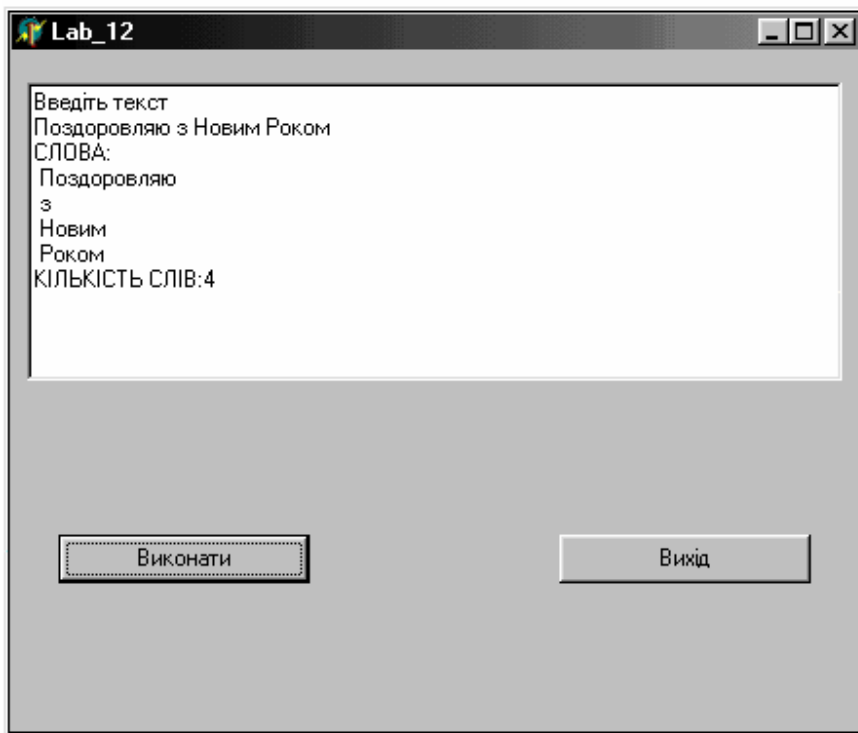 Lab_12
Введіть текст
Поздоровляю з Новим Роком
СЛОВА:
Поздоровляю
з
Новим
Роком
КІЛЬКІСТЬ СЛІВ:4
Виконати
Вихід